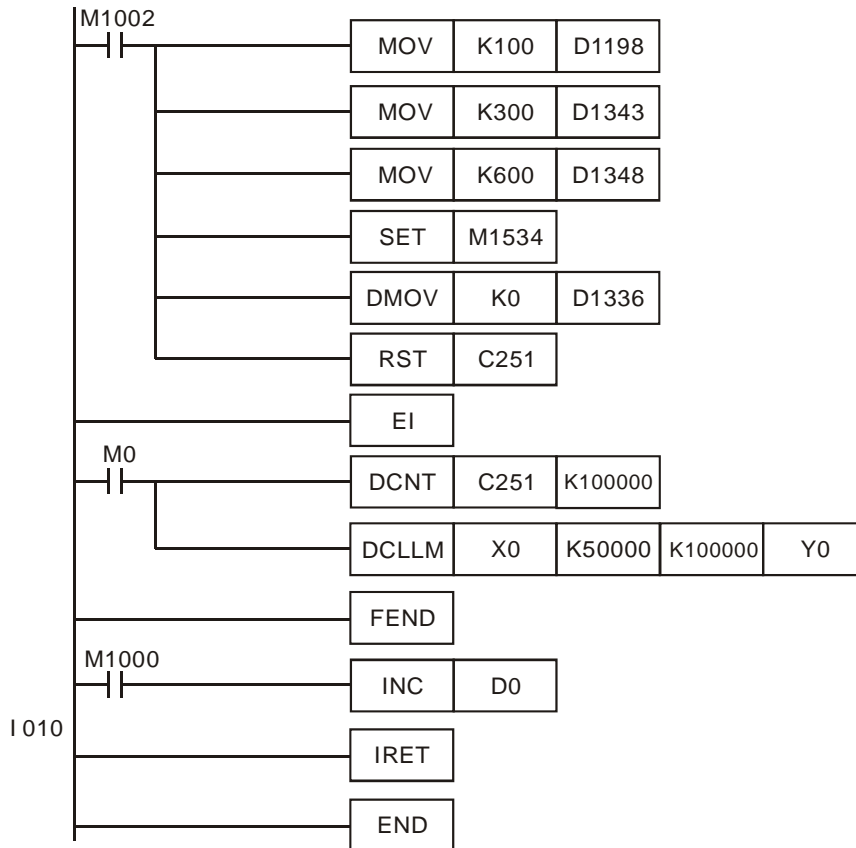 M1002
MOV K100 D1198
MOV K300 D1343
MOV K600 D1348
SET M1534
DMOV K0 D1336
RST C251
EI
M0
DCNT C251 K100000
DCLLM X0 K50000 K100000 Y0
FEND
M1000
INC D0
I 010
IRET
END